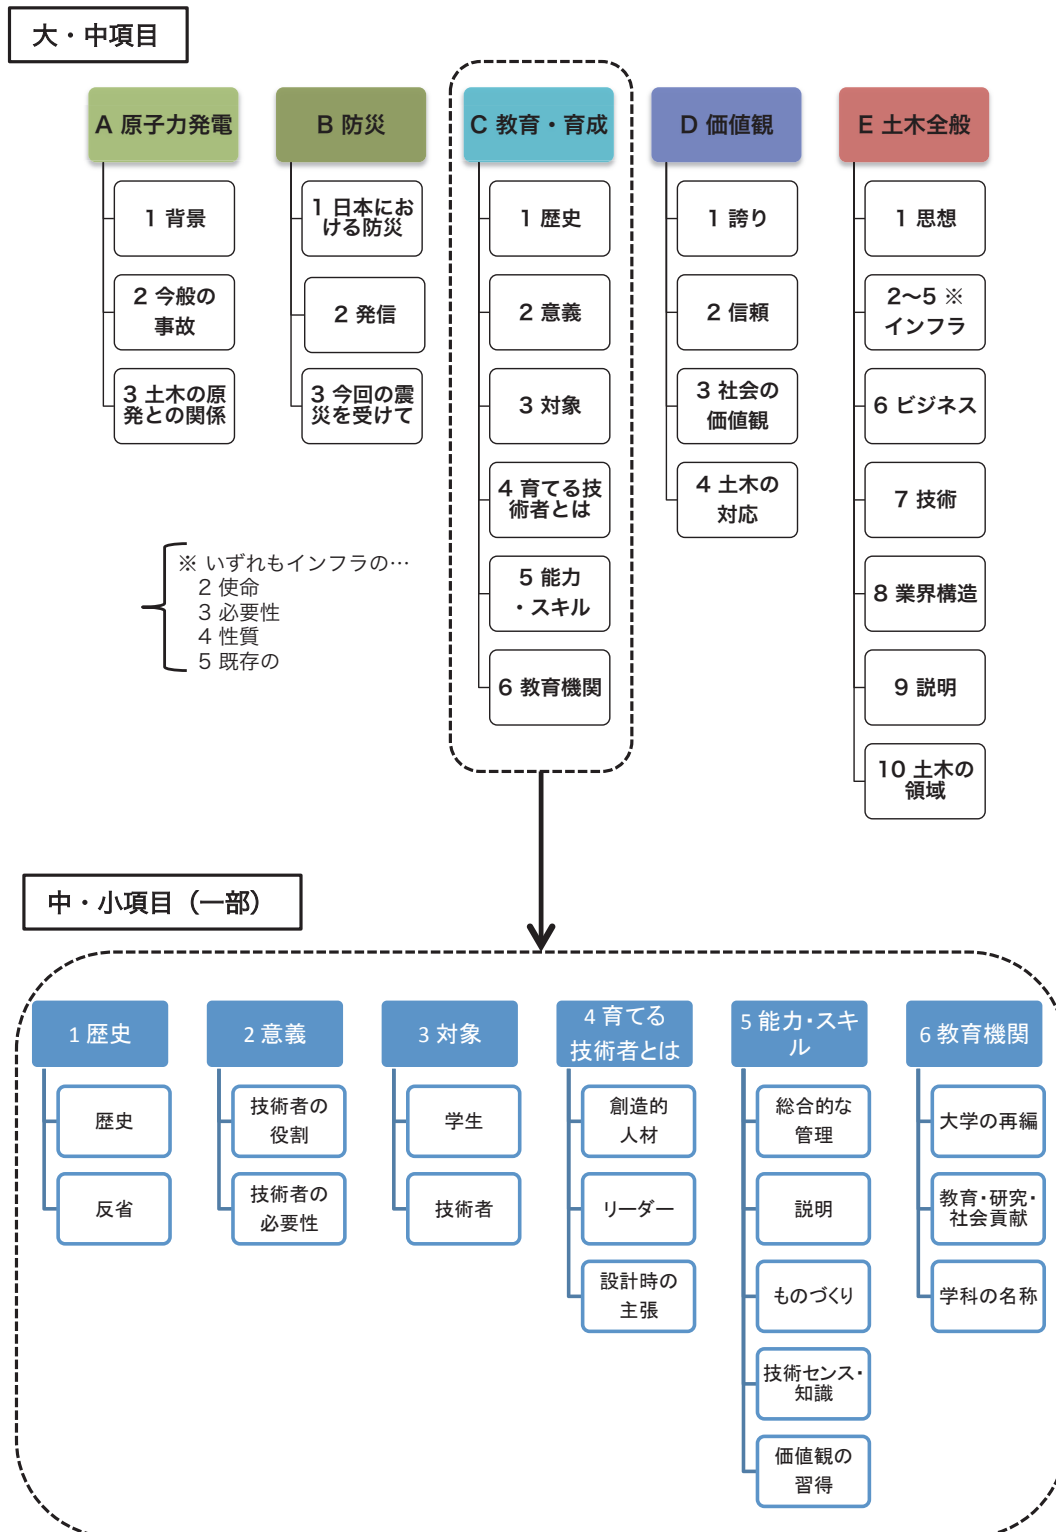 大・中項目
A 原子力発電
1 背景
2 今般の
事故
3 土木の原
発との関係
B 防災
1 日本にお
ける防災
2 発信
3 今回の震
災を受けて
C 教育・育成
1 歴史
2 意義
3 対象
4 育てる技
術者とは
5 能力
・スキル
6 教育機関
D 価値観
1 誇り
2 信頼
3 社会の
価値観
4 土木の
対応
E 土木全般
1 思想
2〜5 ※
インフラ
6 ビジネス
7 技術
8 業界構造
9 説明
10 土木の
領域
※ いずれもインフラの…
2 使命
3 必要性
4 性質
5 既存の
中・小項目（一部）
1 歴史
歴史
反省
2 意義
技術者の
役割
技術者の
必要性
3 対象
学生
技術者
4 育てる
技術者とは
創造的
人材
リーダー
設計時の
主張
5 能力・スキ
ル
総合的な
管理
説明
ものづくり
技術センス・
知識
価値観の
習得
6 教育機関
大学の再編
教育・研究・
社会貢献
学科の名称